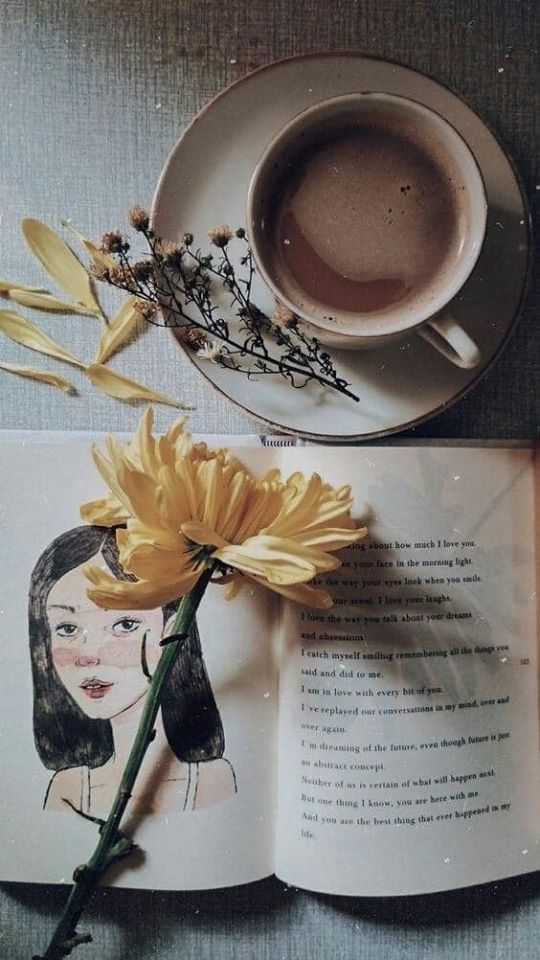 about how much I love you.
your face in the morning light.
the way your eyes look when you smile.
your scent. I love your laughs.
I love the way you talk about your dreams
and obsessions.
I catch myself smiling remembering all the things you
said and did to me.
I am in love with every bit of you.
I've replayed our conversations in my mind, over and
over again.
I'm dreaming of the future, even though future is just
an abstract concept.
Neither of us is certain of what will happen next.
But one thing I know, you are here with me.
And you are the best thing that ever happened in my
life.